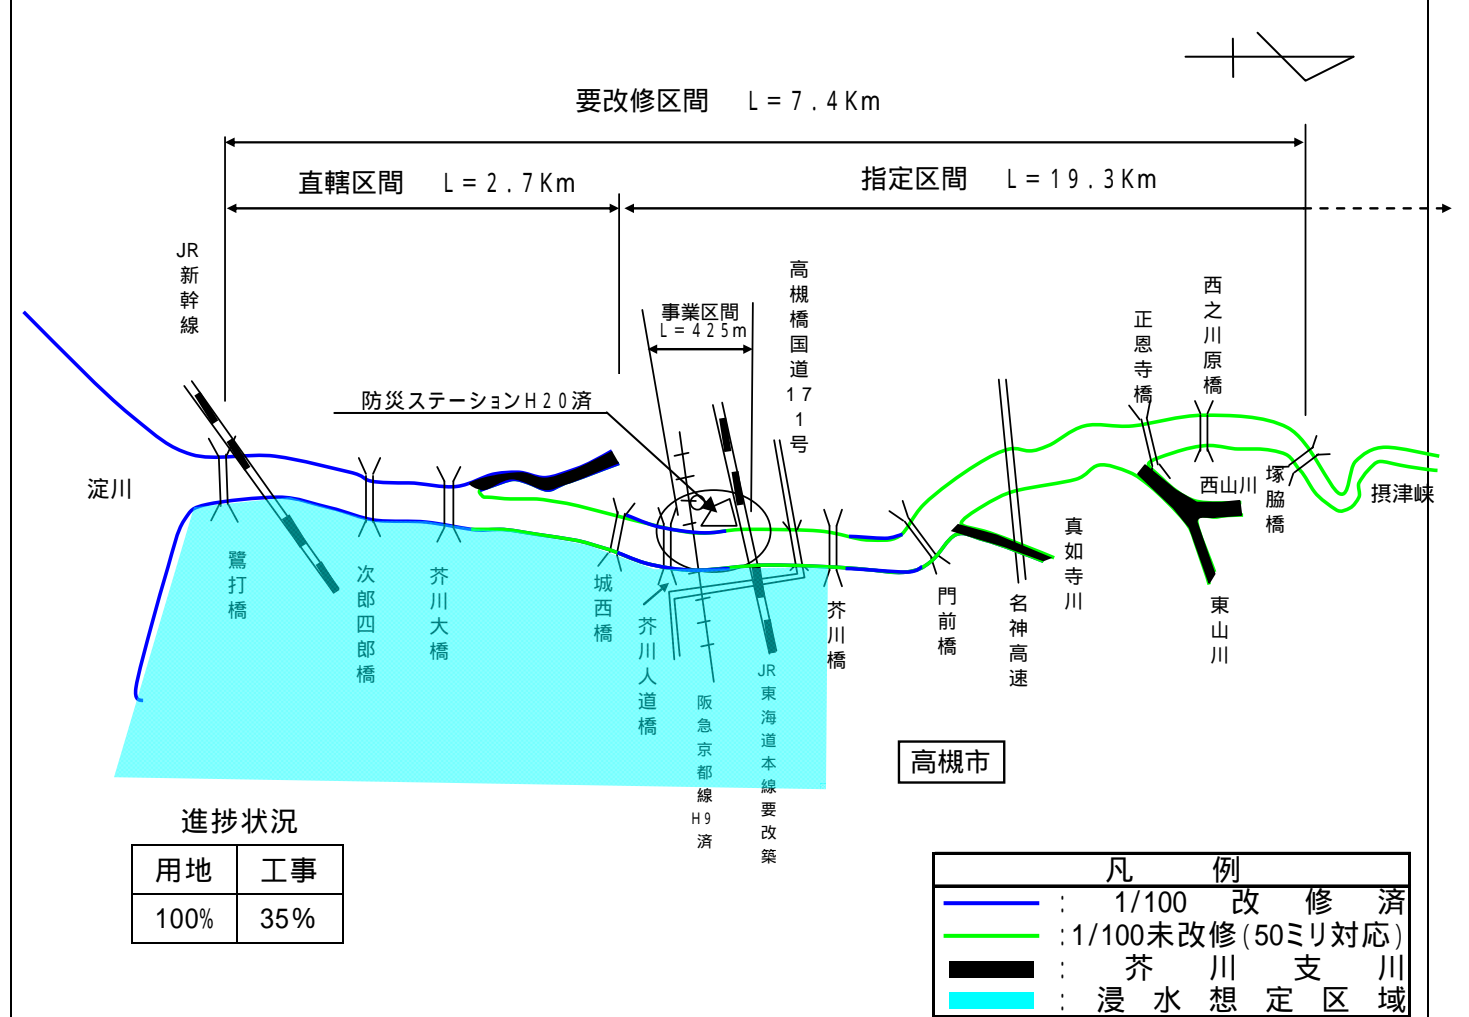 要改修区間 L=7.4Km
直轄区間 L=2.7Km
指定区間 L=19.3Km
JR新幹線
事業区間
L=425m
高槻橋国道171号
防災ステーションH20済
正恩寺橋
西之川原橋
淀川
西山川
塚脇橋
摂津峡
鷺打橋
次郎四郎橋
芥川大橋
城西橋
芥川人道橋
阪急京都線H9済
JR東海道本線要改築
芥川橋
門前橋
名神高速
真如寺川
東山川
高槻市
進捗状況
用地 工事
100% 35%
凡例
: 1/100改修済
:1/100未改修(50ミリ対応)
: 芥川支川
: 浸水想定区域